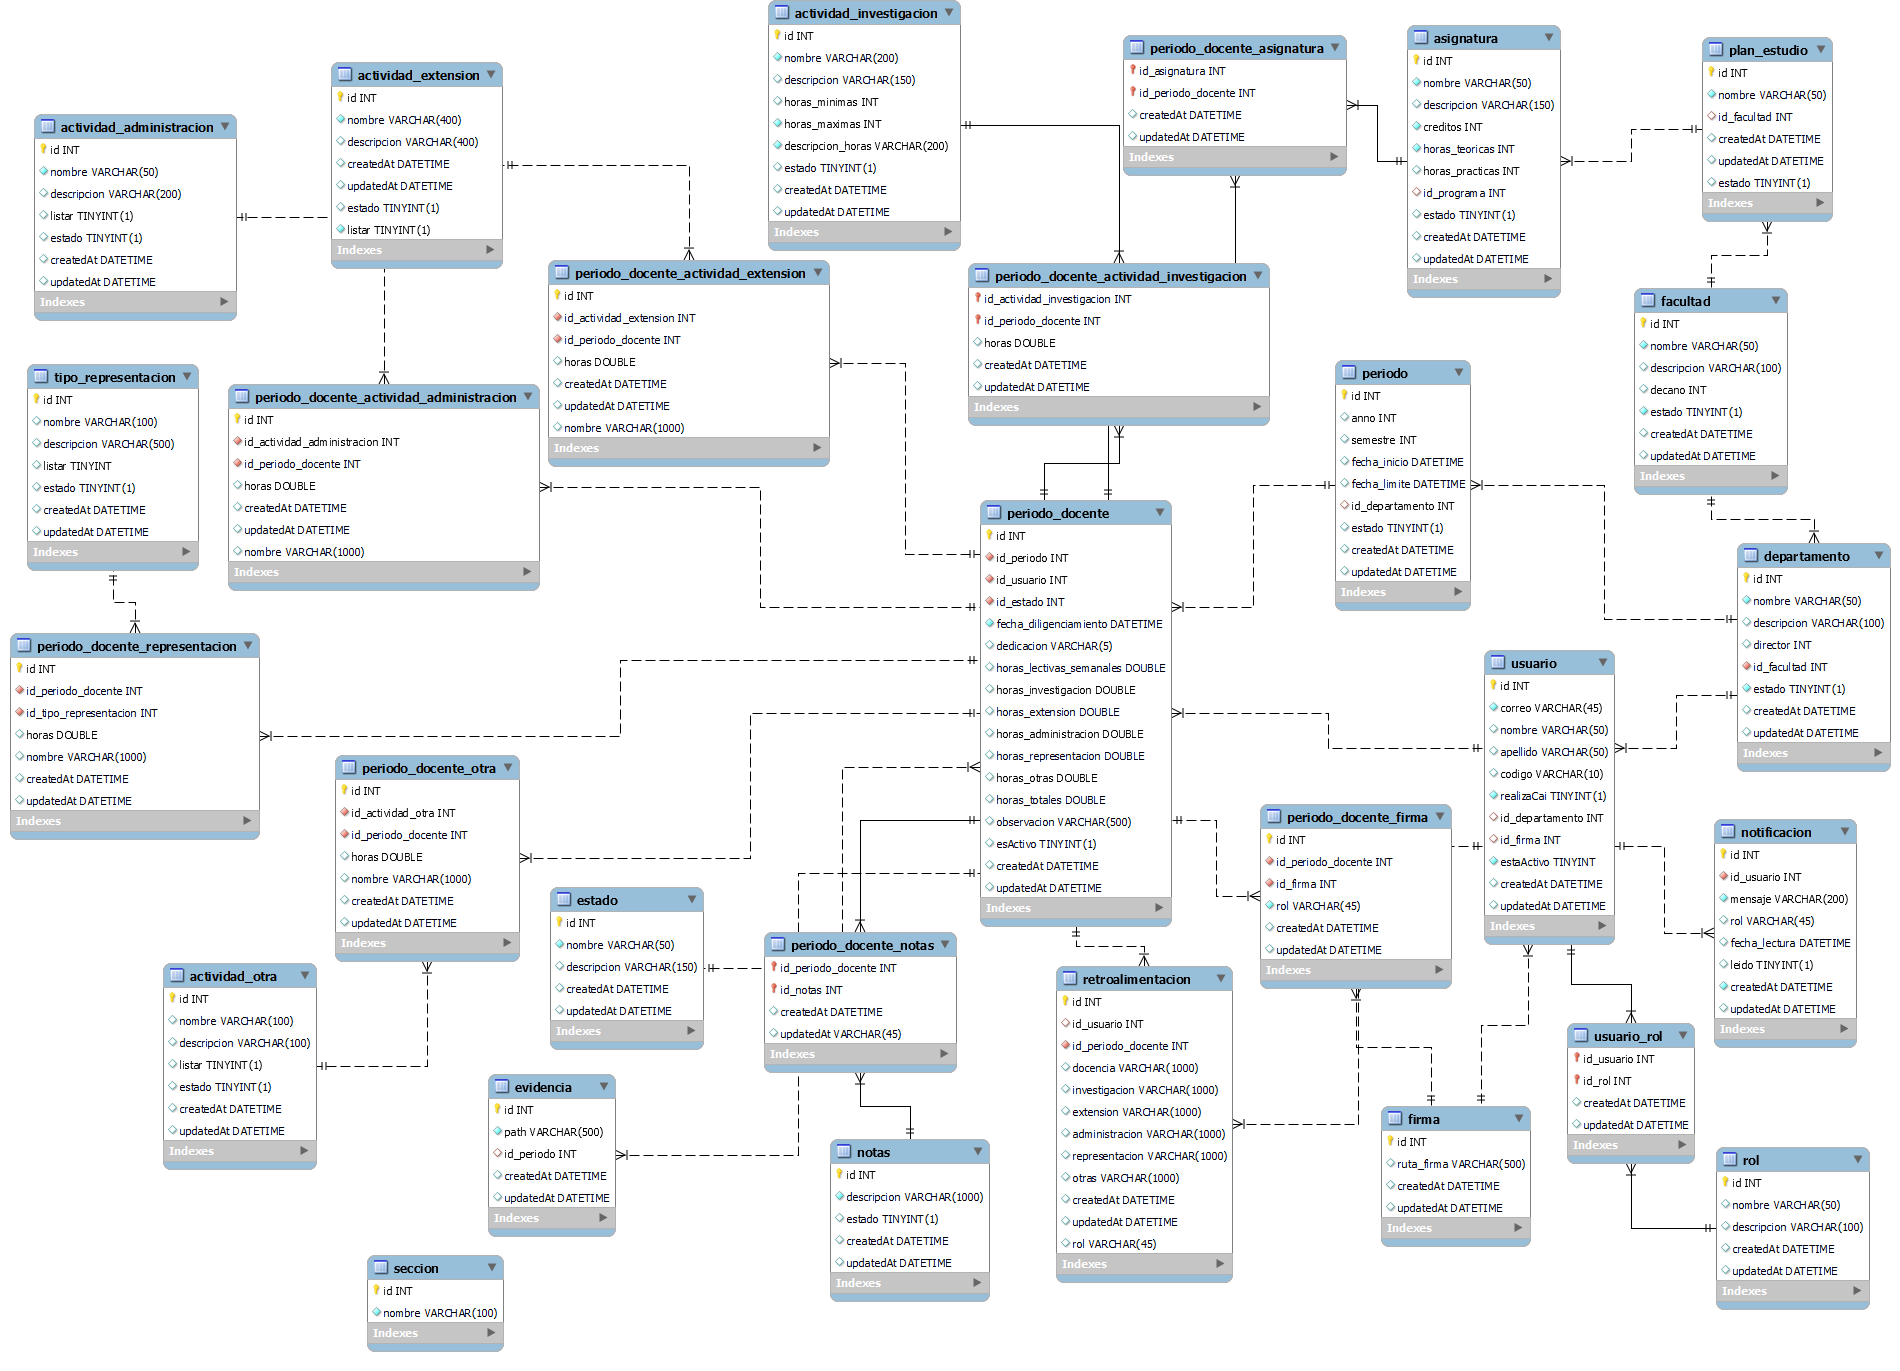 actividad_investigacion
id INT
nombre VARCHAR(200)
descripcion VARCHAR(150)
horas_minimas INT
horas_maximas INT
descripcion_horas VARCHAR(200)
estado TINYINT(1)
createdAt DATETIME
updatedAt DATETIME
Indexes
periodo_docente_asignatura
id_asignatura INT
id_periodo_docente INT
createdAt DATETIME
updatedAt DATETIME
Indexes
asignatura
id INT
nombre VARCHAR(50)
descripcion VARCHAR(150)
creditos INT
horas_teoricas INT
horas_practicas INT
id_programa INT
estado TINYINT(1)
createdAt DATETIME
updatedAt DATETIME
Indexes
plan_estudio
id INT
nombre VARCHAR(50)
id_facultad INT
createdAt DATETIME
updatedAt DATETIME
estado TINYINT(1)
Indexes
actividad_extension
id INT
nombre VARCHAR(400)
descripcion VARCHAR(400)
createdAt DATETIME
updatedAt DATETIME
estado TINYINT(1)
listar TINYINT(1)
Indexes
actividad_administracion
id INT
nombre VARCHAR(50)
descripcion VARCHAR(200)
listar TINYINT(1)
estado TINYINT(1)
createdAt DATETIME
updatedAt DATETIME
Indexes
periodo_docente_actividad_extension
id INT
id_actividad_extension INT
id_periodo_docente INT
horas DOUBLE
createdAt DATETIME
updatedAt DATETIME
nombre VARCHAR(1000)
Indexes
periodo_docente_actividad_investigacion
id_actividad_investigacion INT
id_periodo_docente INT
horas DOUBLE
createdAt DATETIME
updatedAt DATETIME
Indexes
facultad
id INT
nombre VARCHAR(50)
descripcion VARCHAR(100)
decano INT
estado TINYINT(1)
createdAt DATETIME
updatedAt DATETIME
Indexes
tipo_representacion
id INT
nombre VARCHAR(100)
descripcion VARCHAR(500)
listar TINYINT
estado TINYINT(1)
createdAt DATETIME
updatedAt DATETIME
Indexes
periodo_docente_actividad_administracion
id INT
id_actividad_administracion INT
id_periodo_docente INT
horas DOUBLE
createdAt DATETIME
updatedAt DATETIME
nombre VARCHAR(1000)
Indexes
periodo
id INT
anno INT
semestre INT
fecha_inicio DATETIME
fecha_limite DATETIME
id_departamento INT
estado TINYINT(1)
createdAt DATETIME
updatedAt DATETIME
Indexes
periodo_docente
id INT
id_periodo INT
id_usuario INT
id_estado INT
fecha_diligenciamiento DATETIME
dedicacion VARCHAR(5)
horas_lectivas_semanales DOUBLE
horas_investigacion DOUBLE
horas_extension DOUBLE
horas_administracion DOUBLE
horas_representacion DOUBLE
horas_otras DOUBLE
horas_totales DOUBLE
observacion VARCHAR(500)
esActivo TINYINT(1)
createdAt DATETIME
updatedAt DATETIME
Indexes
departamento
id INT
nombre VARCHAR(50)
descripcion VARCHAR(100)
director INT
id_facultad INT
estado TINYINT(1)
createdAt DATETIME
updatedAt DATETIME
Indexes
periodo_docente_representacion
id INT
id_periodo_docente INT
id_tipo_representacion INT
horas DOUBLE
nombre VARCHAR(1000)
createdAt DATETIME
updatedAt DATETIME
Indexes
usuario
id INT
correo VARCHAR(45)
nombre VARCHAR(50)
apellido VARCHAR(50)
codigo VARCHAR(10)
realizaCai TINYINT(1)
id_departamento INT
id_firma INT
estaActivo TINYINT
createdAt DATETIME
updatedAt DATETIME
Indexes
periodo_docente_otra
id INT
id_actividad_otra INT
id_periodo_docente INT
horas DOUBLE
nombre VARCHAR(1000)
createdAt DATETIME
updatedAt DATETIME
Indexes
periodo_docente_firma
id INT
id_periodo_docente INT
id_firma INT
rol VARCHAR(45)
createdAt DATETIME
updatedAt DATETIME
Indexes
notificacion
id INT
id_usuario INT
mensaje VARCHAR(200)
rol VARCHAR(45)
fecha_lectura DATETIME
leido TINYINT(1)
createdAt DATETIME
updatedAt DATETIME
Indexes
estado
id INT
nombre VARCHAR(50)
descripcion VARCHAR(150)
createdAt DATETIME
updatedAt DATETIME
Indexes
periodo_docente_notas
id_periodo_docente INT
id_notas INT
createdAt DATETIME
updatedAt VARCHAR(45)
Indexes
actividad_otra
id INT
nombre VARCHAR(100)
descripcion VARCHAR(100)
listar TINYINT(1)
estado TINYINT(1)
createdAt DATETIME
updatedAt DATETIME
Indexes
retroalimentacion
id INT
id_usuario INT
id_periodo_docente INT
docencia VARCHAR(1000)
investigacion VARCHAR(1000)
extension VARCHAR(1000)
administracion VARCHAR(1000)
representacion VARCHAR(1000)
otras VARCHAR(1000)
createdAt DATETIME
updatedAt DATETIME
rol VARCHAR(45)
Indexes
usuario_rol
id_usuario INT
id_rol INT
createdAt DATETIME
updatedAt DATETIME
Indexes
evidencia
id INT
path VARCHAR(500)
id_periodo INT
createdAt DATETIME
updatedAt DATETIME
Indexes
firma
id INT
ruta_firma VARCHAR(500)
createdAt DATETIME
updatedAt DATETIME
Indexes
notas
id INT
descripcion VARCHAR(1000)
estado TINYINT(1)
createdAt DATETIME
updatedAt DATETIME
Indexes
rol
id INT
nombre VARCHAR(50)
descripcion VARCHAR(100)
createdAt DATETIME
updatedAt DATETIME
Indexes
seccion
id INT
nombre VARCHAR(100)
Indexes